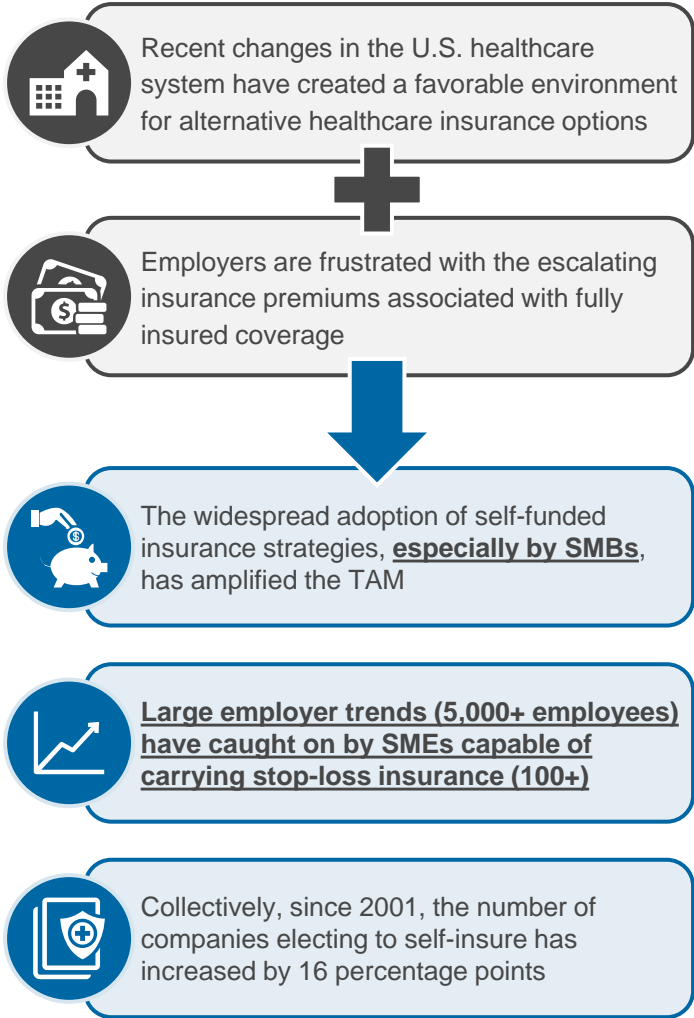 Recent changes in the U.S. healthcare
system have created a favorable environment
for alternative healthcare insurance options
Employers are frustrated with the escalating
insurance premiums associated with fully
insured coverage
The widespread adoption of self-funded
insurance strategies, especially by SMBs,
has amplified the TAM
Large employer trends (5,000+ employees)
have caught on by SMEs capable of
carrying stop-loss insurance (100+)
Collectively, since 2001, the number of
companies electing to self-insure has
increased by 16 percentage points